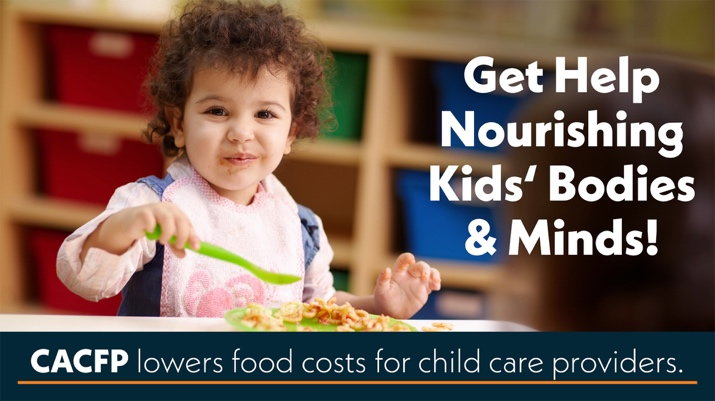 Get Help
Nourishing
Kids‘ Bodies
& Minds!
CACFP lowers food costs for child care providers.